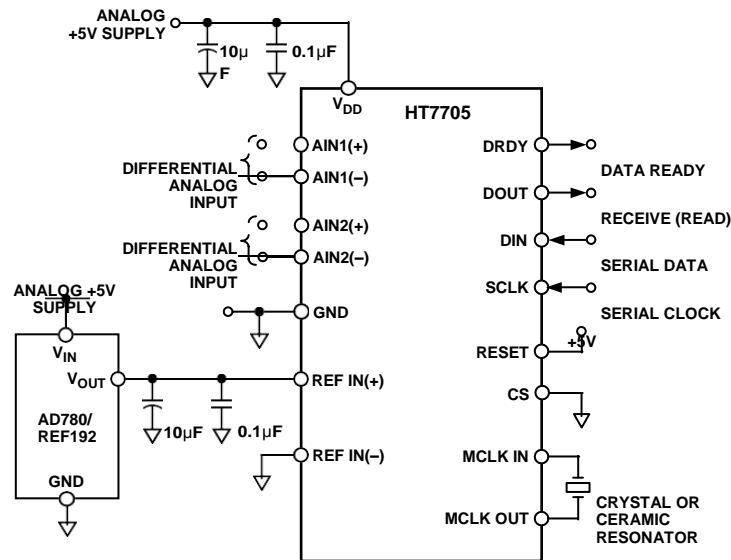 ANALOG
+5V SUPPLY
10µ
F
0.1µF
VDD
HT7705
AIN1(+)
DIFFERENTIAL
ANALOG
INPUT
AIN1(−)
AIN2(+)
DIFFERENTIAL
ANALOG
INPUT
AIN2(−)
DRDY
DATA READY
DOUT
RECEIVE (READ)
DIN
SERIAL DATA
SCLK
SERIAL CLOCK
ANALOG +5V
SUPPLY
GND
+5V
RESET
VIN
VOUT
REF IN(+)
CS
AD780/
REF192
10µF
0.1µF
GND
REF IN(−)
MCLK IN
MCLK OUT
CRYSTAL OR
CERAMIC
RESONATOR